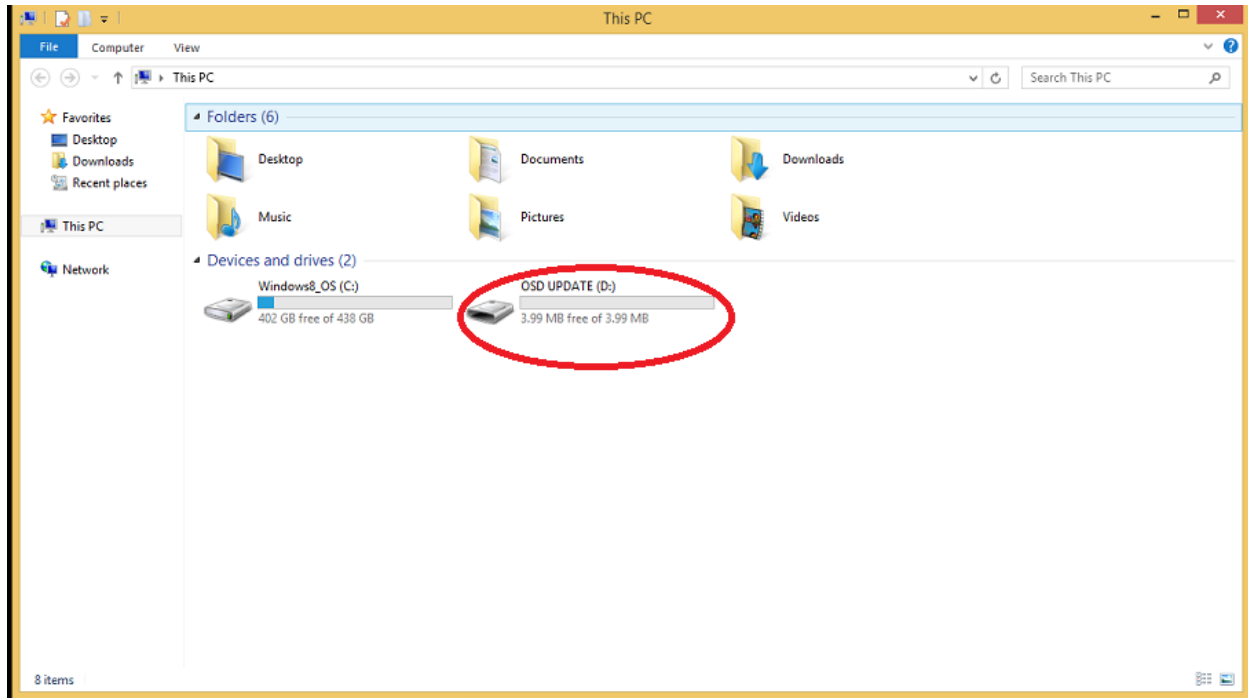 This PC
File Computer View
This PC
Search This PC
Favorites
Desktop
Downloads
Recent places
This PC
Network
Folders (6)
Desktop
Documents
Downloads
Music
Pictures
Videos
Devices and drives (2)
Windows8_OS (C:)
402 GB free of 438 GB
OSD UPDATE (D:)
3.99 MB free of 3.99 MB
8 items